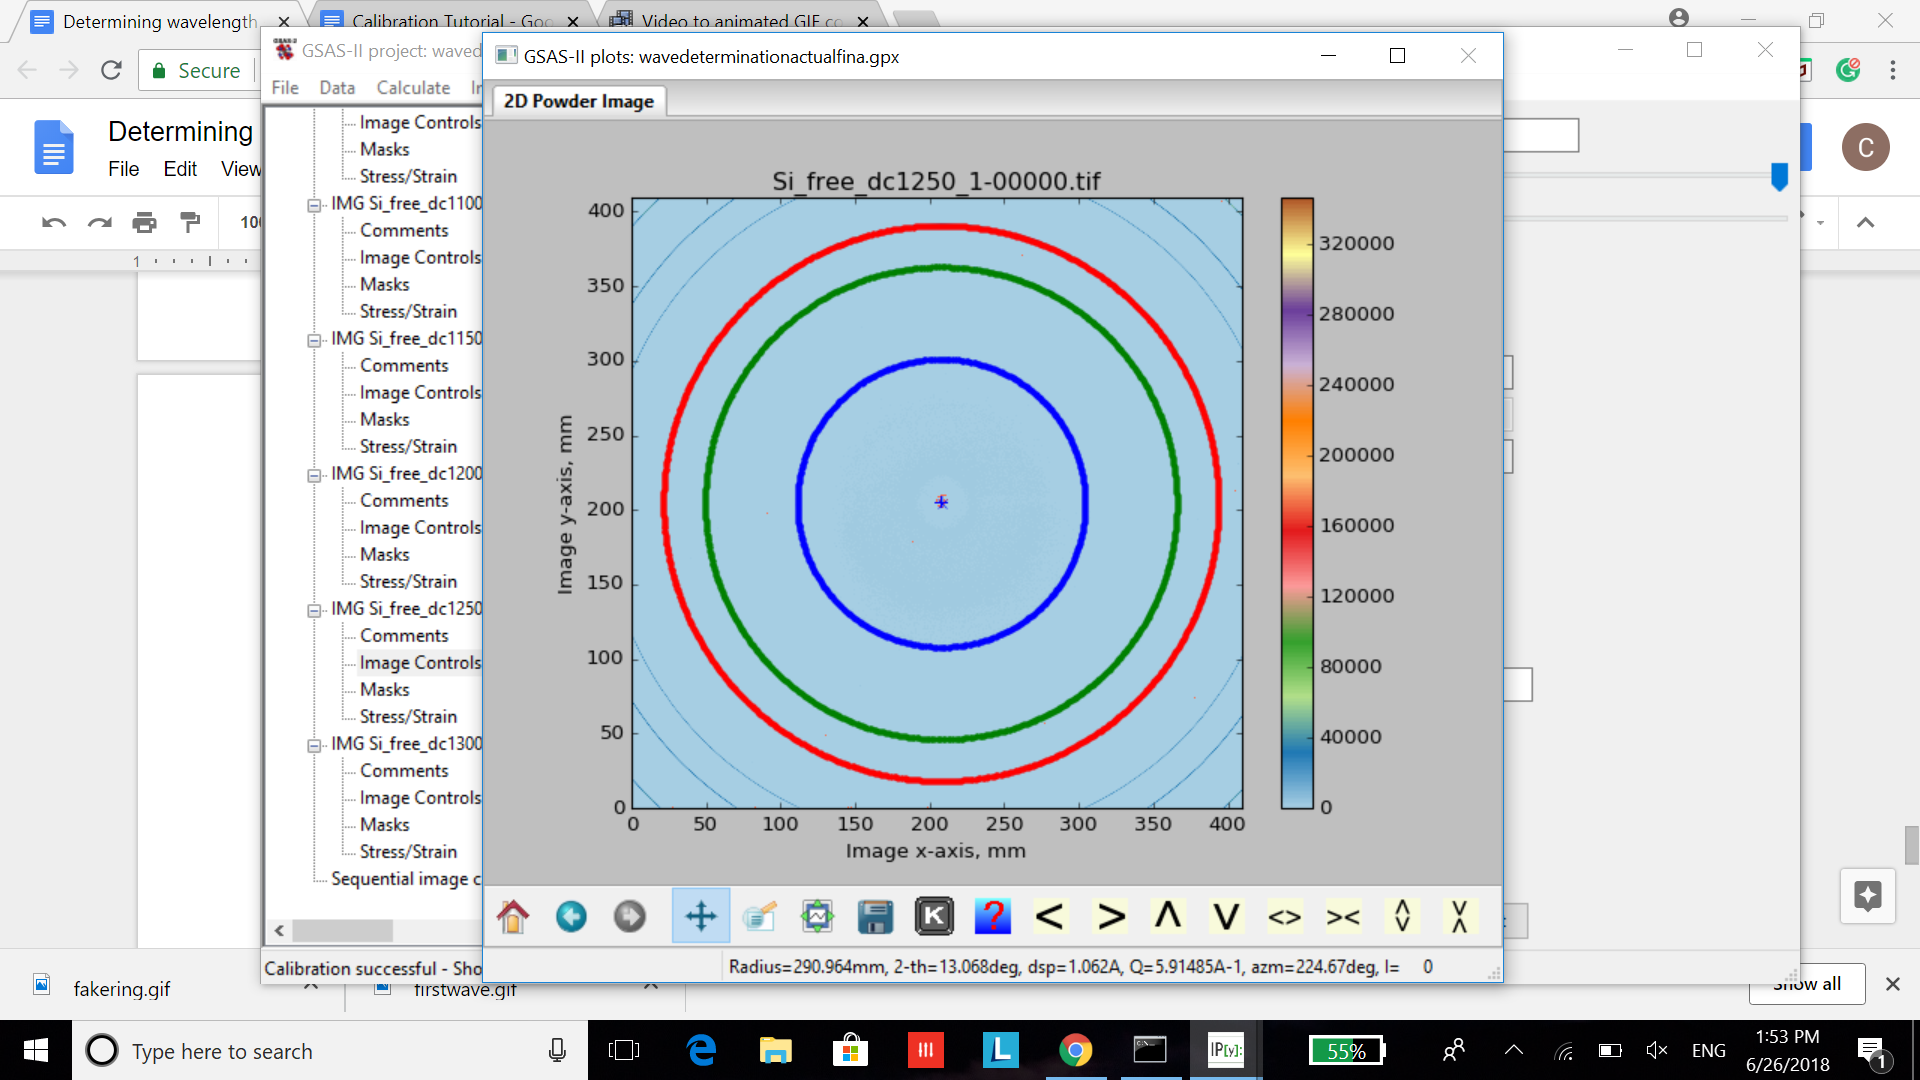 Determining wavelength
Calibration Tutorial - Goo
Video to animated GIF co
GSAS-II project: waved
GSAS-II plots: wavedeterminationactualfina.gpx
Secure
File Data Calculate
2D Powder Image
Determining
File Edit View
10
1
C
Image Controls
Masks
Stress/Strain
IMG Si_free_dc1100
Comments
Image Controls
Masks
Stress/Strain
IMG Si_free_dc1150
Comments
Image Controls
Masks
Stress/Strain
IMG Si_free_dc1200
Comments
Image Controls
Masks
Stress/Strain
IMG Si_free_dc1250
Comments
Image Controls
Masks
Stress/Strain
IMG Si_free_dc1300
Comments
Image Controls
Masks
Stress/Strain
Sequential image c
Calibration successful - Sho
Si_free_dc1250_1-00000.tif
400
350
300
250
200
150
100
50
0
Image y-axis, mm
0 50 100 150 200 250 300 350 400
Image x-axis, mm
320000
280000
240000
200000
160000
120000
80000
40000
0
K ? < > Λ V <> ><
Radius=290.964mm, 2-th=13.068deg, dsp=1.062A, Q=5.91485A-1, azm=224.67deg, I= 0
fakering.gif
firstwave.gif
Show all
Type here to search
L
IP[y]:
55%
ENG
1:53 PM
6/26/2018
1